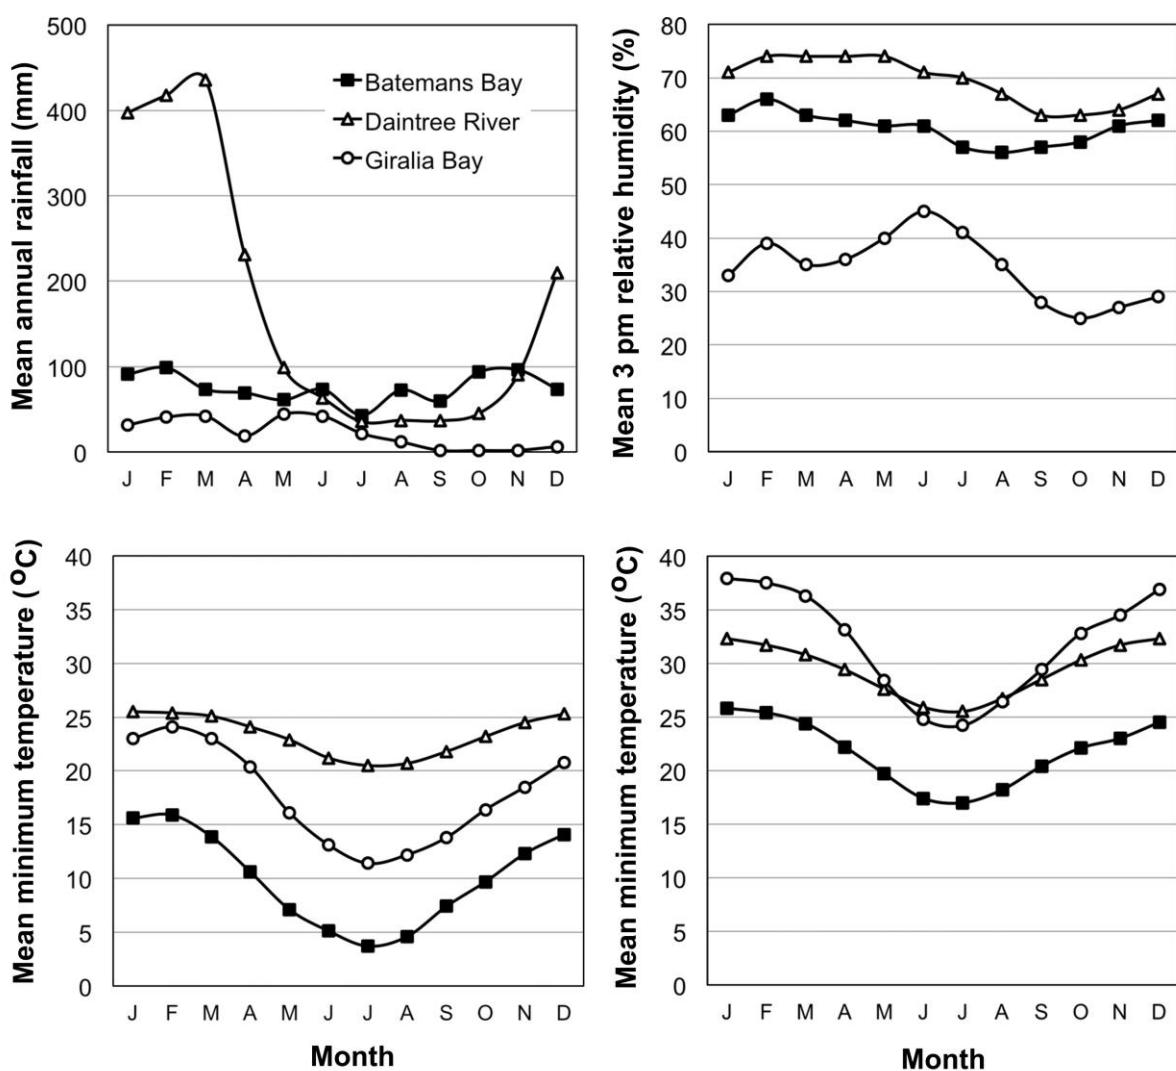 Mean annual rainfall (mm)
500
400
300
200
100
0
Batemans Bay
Daintree River
Giralia Bay
J F M A M J J A S O N D
Mean 3 pm relative humidity (%)
80
70
60
50
40
30
20
10
0
J F M A M J J A S O N D
Mean minimum temperature (ºC)
40
35
30
25
20
15
10
5
0
J F M A M J J A S O N D
Month
Mean minimum temperature (ºC)
40
35
30
25
20
15
10
5
0
J F M A M J J A S O N D
Month